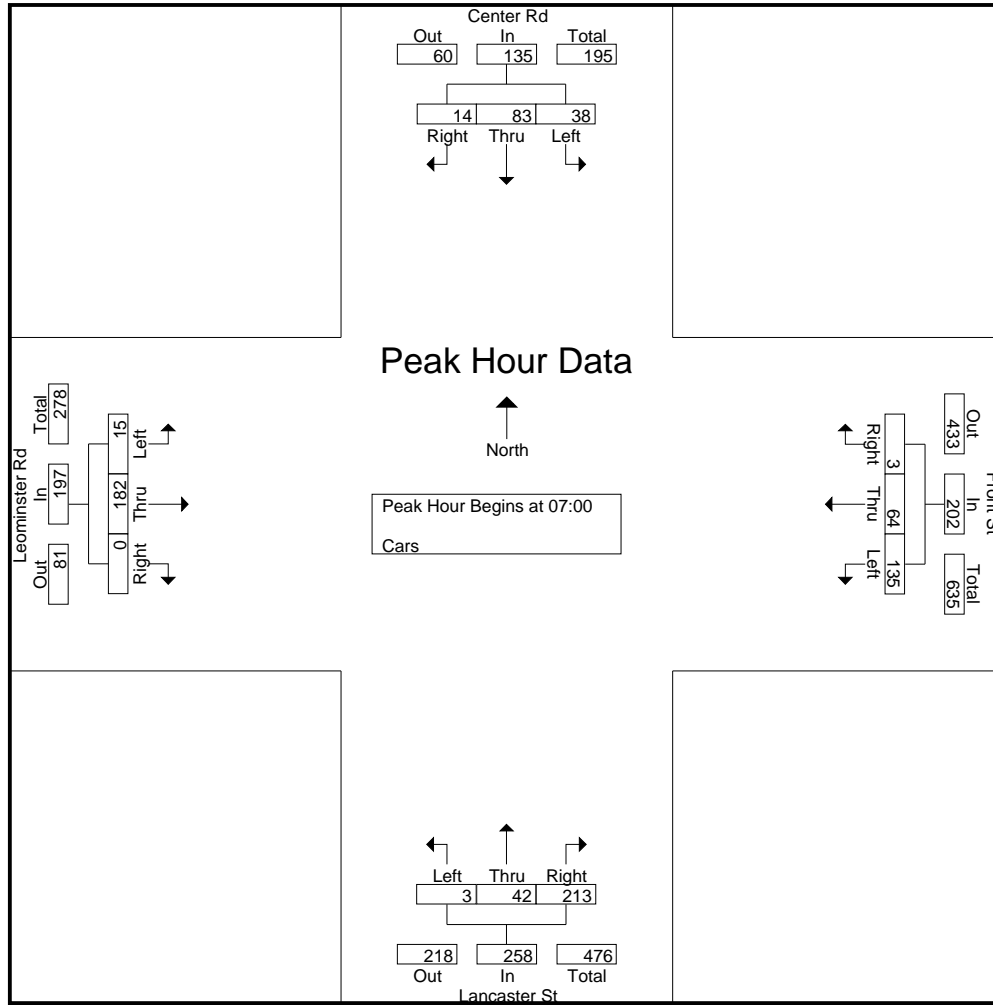 Center Rd
Out In Total
60 135 195
14 83 38
Right Thru Left
Peak Hour Data
North
Peak Hour Begins at 07:00
Cars
Leominster Rd
Total In Out
278 197 81
15 182 0
Left Thru Right
Right Thru Left
3 64 135
Out In Total
433 202 635
Front St
Left Thru Right
3 42 213
218 258 476
Out In Total
Lancaster St